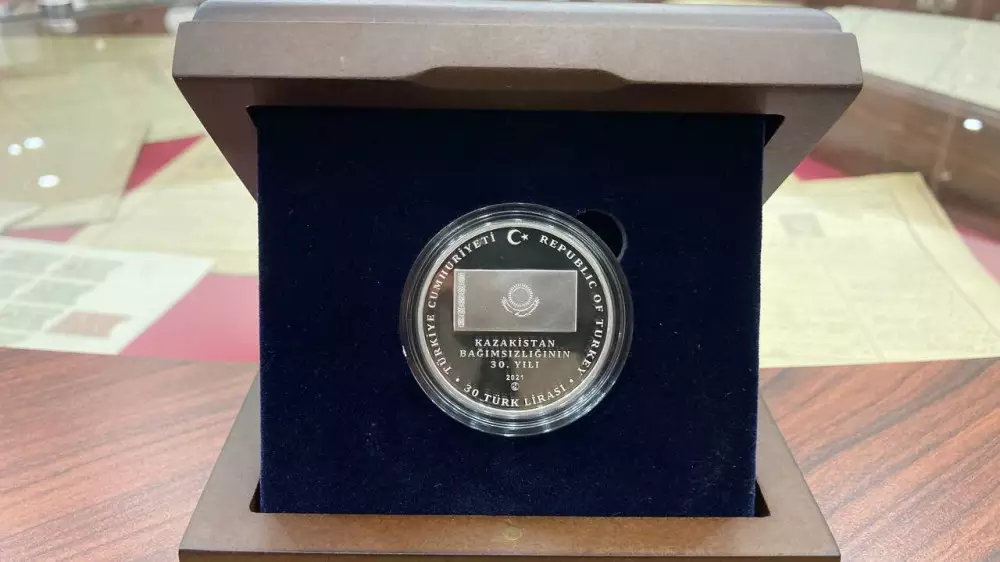 TÜRKİYE CUMHURİYETİ
REPUBLIC OF TURKEY
KAZAKİSTAN
BAĞIMSIZLIĞININ
30. YILI
2021
• 30 TÜRK LİRASI •